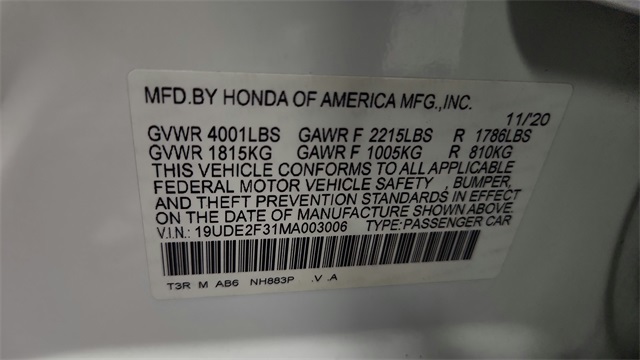 MFD.BY HONDA OF AMERICA MFG.,INC.
11/20
GVWR 4001LBS GAWR F 2215LBS R 1786LBS
GVWR 1815KG GAWR F 1005KG R 810KG
THIS VEHICLE CONFORMS TO ALL APPLICABLE
FEDERAL MOTOR VEHICLE SAFETY , BUMPER,
AND THEFT PREVENTION STANDARDS IN EFFECT
ON THE DATE OF MANUFACTURE SHOWN ABOVE.
V.I.N.: 19UDE2F31MA003006 TYPE:PASSENGER CAR
T3R M AB6 NH883P .V .A